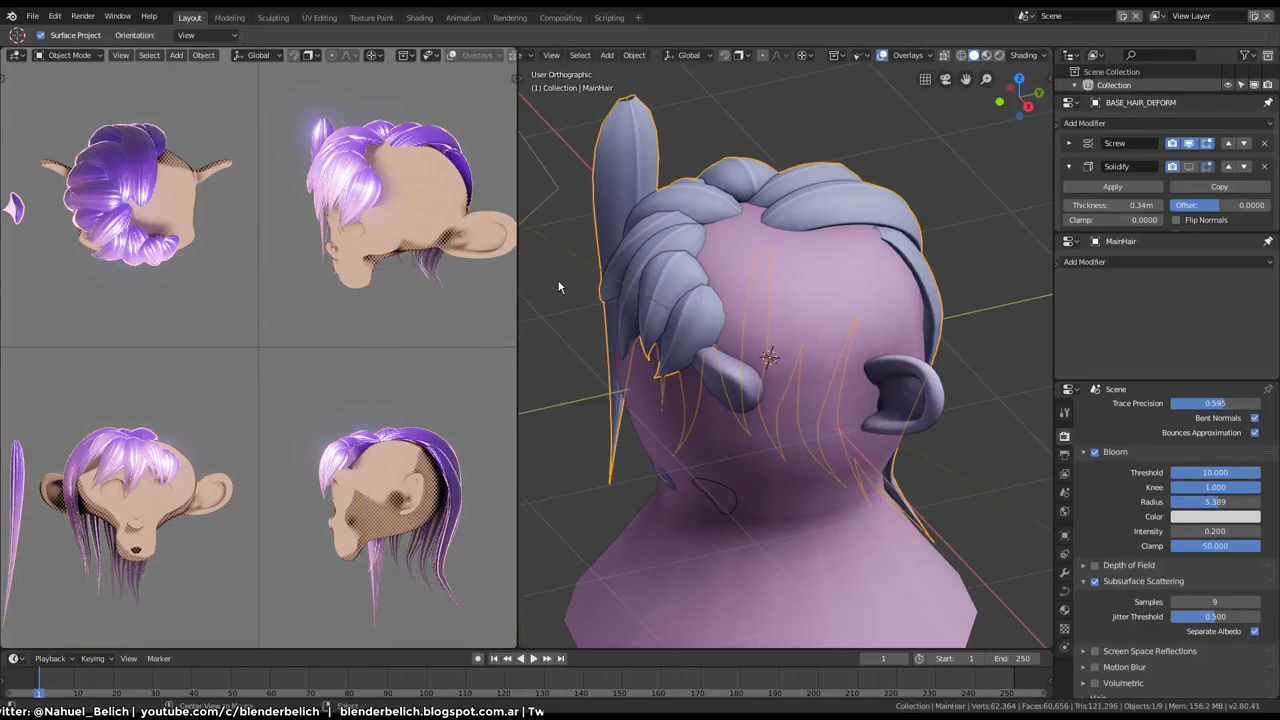 File Edit Render Window Help Layout Modeling Sculpting UV Editing Texture Paint Shading Animation Rendering Compositing Scripting + Scene View Layer
Surface Project Orientation: View
Object Mode View Select Add Object Global Overlays
View Select Add Object Global Overlays Shading
User Orthographic
(1) Collection | MainHair
Z
Y
X
Scene Collection
Collection
BASE_HAIR_DEFORM
Add Modifier
Screw
Solidify
Apply Copy
Thickness: 0.34m Offset: 0.0000
Clamp: 0.0000 Flip Normals
MainHair
Add Modifier
Scene
Trace Precision 0.595
Bent Normals
Bounces Approximation
Bloom
Threshold 10.000
Knee 1.000
Radius 5.389
Color
Intensity 0.200
Clamp 50.000
Depth of Field
Subsurface Scattering
Samples 9
Jitter Threshold 0.500
Separate Albedo
Screen Space Reflections
Motion Blur
Volumetric
Playback Keying View Marker 1 Start: 1 End: 250
1 10 20 30 40 50 60 70 80 90 100 110 120 130 140 150 160 170 180 190 200 210 220 230 240 250
itter: @Nahuel_Belich | youtube.com/c/blenderbelich | blenderbelich.blogspot.com.ar | Tw
Collection | MainHair | Verts:62,364 | Faces:60,656 | Tris:121,296 | Objects:1/9 | Mem: 156.2 MB | v2.80.41